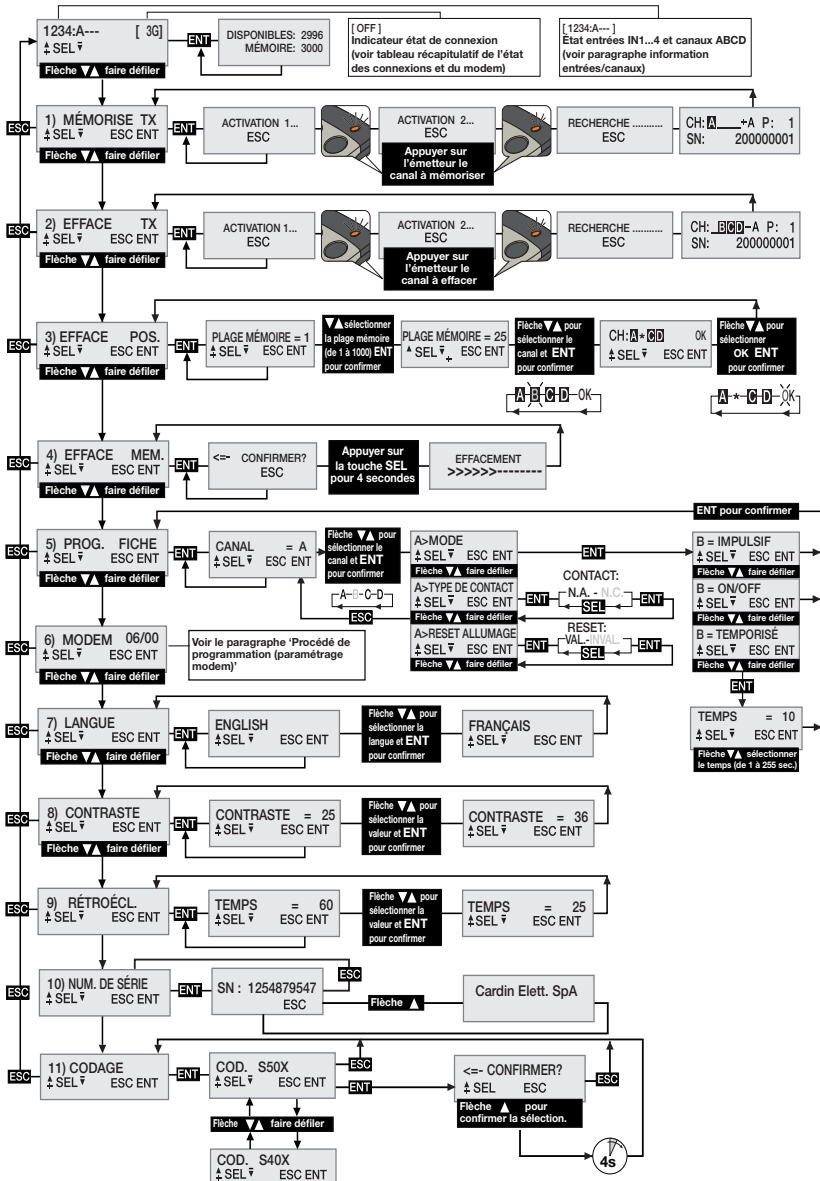 1234:A--- [ 3G]
SEL
Flèche ▼▲ faire défiler
ENT
DISPONIBLES: 2996
MÉMOIRE: 3000
[ OFF ]
Indicateur état de connexion
(voir tableau récapitulatif de l'état
des connexions et du modem)
[ 1234:A--- ]
État entrées IN1...4 et canaux ABCD
(voir paragraphe information
entrées/canaux)
ESC
1) MÉMORISE TX
SEL ESC ENT
Flèche ▼▲ faire défiler
ENT
ACTIVATION 1...
ESC
ACTIVATION 2...
ESC
Appuyer sur
l'émetteur le
canal à mémoriser
RECHERCHE ...........
ESC
CH:A___+A P: 1
SN: 200000001
ESC
2) EFFACE TX
SEL ESC ENT
Flèche ▼▲ faire défiler
ENT
ACTIVATION 1...
ESC
ACTIVATION 2...
ESC
Appuyer sur
l'émetteur le
canal à effacer
RECHERCHE ...........
ESC
CH:_BCD-A P: 1
SN: 200000001
ESC
3) EFFACE POS.
SEL ESC ENT
Flèche ▼▲ faire défiler
ENT
PLAGE MÉMOIRE = 1
SEL ESC ENT
▼▲ sélectionner
la plage mémoire
(de 1 à 1000) ENT
pour confirmer
PLAGE MÉMOIRE = 25
SEL ESC ENT
Flèche ▼▲ pour
sélectionner le
canal et ENT
pour confirmer
A-B-C-D-OK
CH:A*CD OK
SEL ESC ENT
Flèche ▼▲ pour
sélectionner
OK ENT
pour confirmer
A-*-C-D-OK
ESC
4) EFFACE MEM.
SEL ESC ENT
Flèche ▼▲ faire défiler
ENT
<=- CONFIRMER?
ESC
Appuyer sur
la touche SEL
pour 4 secondes
EFFACEMENT
>>>>>>--------
ENT pour confirmer
ESC
5) PROG. FICHE
SEL ESC ENT
Flèche ▼▲ faire défiler
ENT
CANAL = A
SEL ESC ENT
Flèche ▼▲ pour
sélectionner le
canal et ENT
pour confirmer
A-B-C-D
ESC
A>MODE
SEL ESC ENT
Flèche ▼▲ faire défiler
ENT
A>TYPE DE CONTACT
SEL ESC ENT
Flèche ▼▲ faire défiler
ENT
CONTACT:
N.A. - N.C.
SEL
ENT
A>RESET ALLUMAGE
SEL ESC ENT
Flèche ▼▲ faire défiler
ENT
RESET:
VAL.-INVAL.
SEL
ENT
B = IMPULSIF
SEL ESC ENT
Flèche ▼▲ faire défiler
B = ON/OFF
SEL ESC ENT
Flèche ▼▲ faire défiler
B = TEMPORISÉ
SEL ESC ENT
Flèche ▼▲ faire défiler
ENT
TEMPS = 10
SEL ESC ENT
Flèche ▼▲ sélectionner
le temps (de 1 à 255 sec.)
ESC
6) MODEM 06/00
SEL ESC ENT
Flèche ▼▲ faire défiler
Voir le paragraphe 'Procédé de
programmation (paramétrage
modem)'
ESC
7) LANGUE
SEL ESC ENT
Flèche ▼▲ faire défiler
ENT
ENGLISH
SEL ESC ENT
Flèche ▼▲ pour
sélectionner la
langue et ENT
pour confirmer
FRANÇAIS
SEL ESC ENT
ESC
8) CONTRASTE
SEL ESC ENT
Flèche ▼▲ faire défiler
ENT
CONTRASTE = 25
SEL ESC ENT
Flèche ▼▲ pour
sélectionner la
valeur et ENT
pour confirmer
CONTRASTE = 36
SEL ESC ENT
ESC
9) RÉTROÉCL.
SEL ESC ENT
ENT
TEMPS = 60
SEL ESC ENT
Flèche ▼▲ pour
sélectionner la
valeur et ENT
pour confirmer
TEMPS = 25
SEL ESC ENT
ESC
10) NUM. DE SÉRIE
SEL ESC ENT
ENT
SN : 1254879547
ESC
ESC
Flèche ▲
Cardin Elett. SpA
ESC
11) CODAGE
SEL ESC ENT
ENT
COD. S50X
SEL ESC ENT
ESC
ENT
Flèche ▼▲ faire défiler
COD. S40X
SEL ESC ENT
<=- CONFIRMER?
SEL ESC
Flèche ▲ pour
confirmer la sélection.
ESC
4s